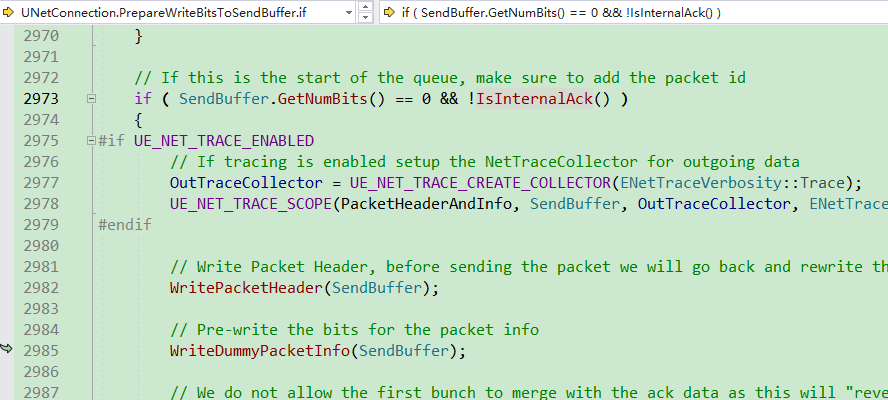 UNetConnection.PrepareWriteBitsToSendBuffer.if
if ( SendBuffer.GetNumBits() == 0 && !IsInternalAck() )
2970 }
2971
2972 // If this is the start of the queue, make sure to add the packet id
2973 if ( SendBuffer.GetNumBits() == 0 && !IsInternalAck() )
2974 {
2975 #if UE_NET_TRACE_ENABLED
2976 // If tracing is enabled setup the NetTraceCollector for outgoing data
2977 OutTraceCollector = UE_NET_TRACE_CREATE_COLLECTOR(ENetTraceVerbosity::Trace);
2978 UE_NET_TRACE_SCOPE(PacketHeaderAndInfo, SendBuffer, OutTraceCollector, ENetTrace
2979 #endif
2980
2981 // Write Packet Header, before sending the packet we will go back and rewrite th
2982 WritePacketHeader(SendBuffer);
2983
2984 // Pre-write the bits for the packet info
2985 WriteDummyPacketInfo(SendBuffer);
2986
2987 // We do not allow the first bunch to merge with the ack data as this will "reve